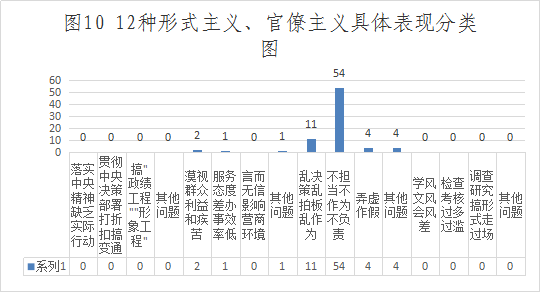 图10 12种形式主义、官僚主义具体表现分类
图
60
50
40
30
20
10
0
0 0 0 0 2 1 0 1 11 54 4 4 0 0 0 0
落实中央精神缺乏实际行动
贯彻中央决策部署打折扣搞变通
搞"政绩工程""形象工程"
其他问题
漠视群众利益和疾苦
服务态度差办事效率低
言而无信影响营商环境
其他问题
乱决策乱拍板乱作为
不担当不作为不负责
弄虚作假
其他问题
学风文风会风差
检查考核过多过滥
调查研究搞形式走过场
其他问题
系列1 0 0 0 0 2 1 0 1 11 54 4 4 0 0 0 0